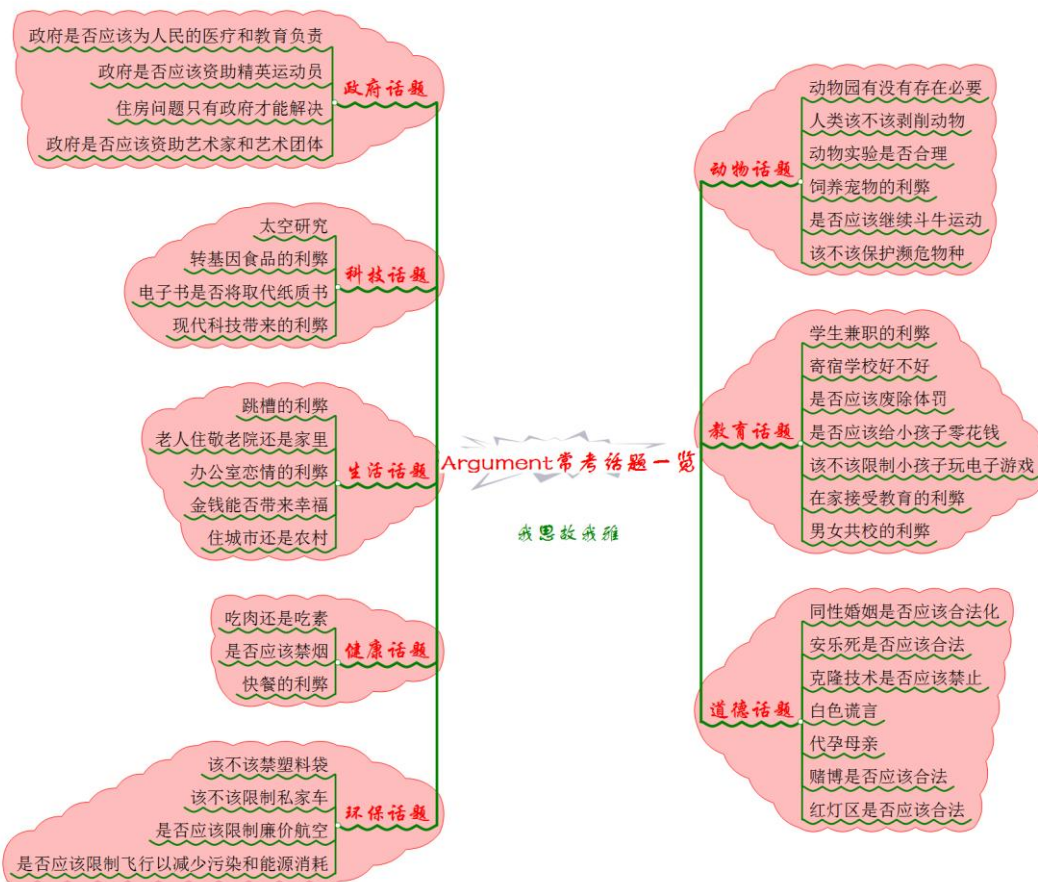 Argument常考话题一览
我思故我雅
政府话题
政府是否应该为人民的医疗和教育负责
政府是否应该资助精英运动员
住房问题只有政府才能解决
政府是否应该资助艺术家和艺术团体
科技话题
太空研究
转基因食品的利弊
电子书是否将取代纸质书
现代科技带来的利弊
生活话题
跳槽的利弊
老人住敬老院还是家里
办公室恋情的利弊
金钱能否带来幸福
住城市还是农村
健康话题
吃肉还是吃素
是否应该禁烟
快餐的利弊
环保话题
该不该禁塑料袋
该不该限制私家车
是否应该限制廉价航空
是否应该限制飞行以减少污染和能源消耗
动物话题
动物园有没有存在必要
人类该不该剥削动物
动物实验是否合理
饲养宠物的利弊
是否应该继续斗牛运动
该不该保护濒危物种
教育话题
学生兼职的利弊
寄宿学校好不好
是否应该废除体罚
是否应该给小孩子零花钱
该不该限制小孩子玩电子游戏
在家接受教育的利弊
男女共校的利弊
道德话题
同性婚姻是否应该合法化
安乐死是否应该合法
克隆技术是否应该禁止
白色谎言
代孕母亲
赌博是否应该合法
红灯区是否应该合法